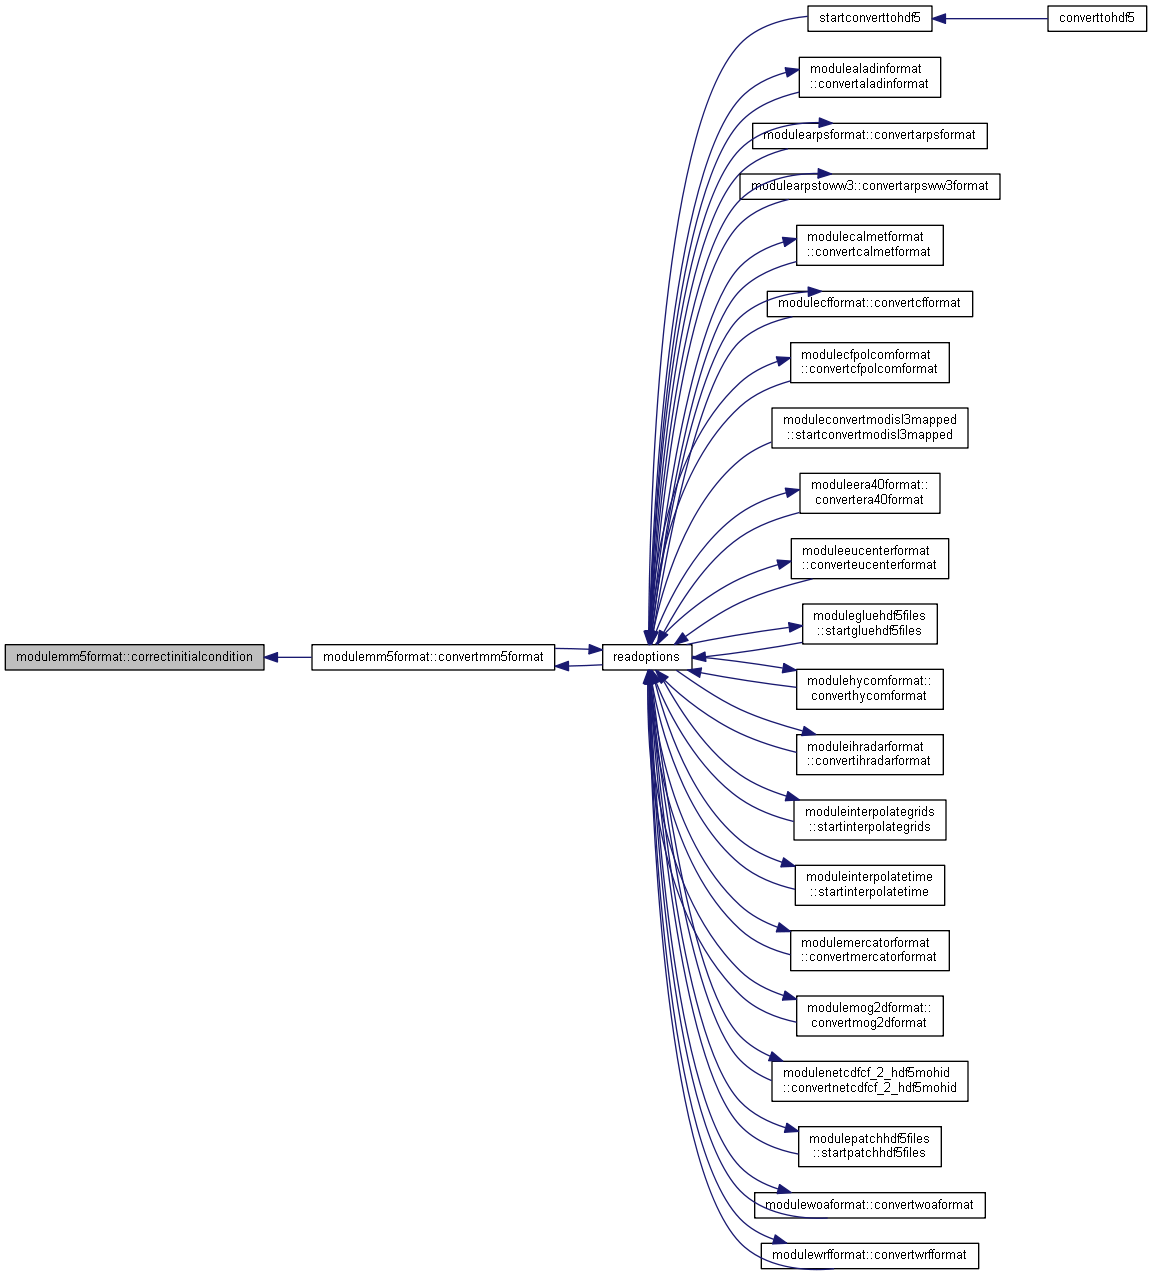 startconverttohdf5
converttohdf5
modulealadinformat
::convertaladinformat
modulearpsformat::convertarpsformat
modulearpstoww3::convertarpsww3format
modulecalmetformat
::convertcalmetformat
modulecfformat::convertcfformat
modulecfpolcomformat
::convertcfpolcomformat
moduleconvertmodisl3mapped
::startconvertmodisl3mapped
moduleera40format::
convertera40format
moduleeucenterformat
::converteucenterformat
modulegluehdf5files
::startgluehdf5files
modulemm5format::correctinitialcondition
modulemm5format::convertmm5format
readoptions
modulehycomformat::
converthycomformat
moduleihradarformat
::convertihradarformat
moduleinterpolategrids
::startinterpolategrids
moduleinterpolatetime
::startinterpolatetime
modulemercatorformat
::convertmercatorformat
modulemog2dformat::
convertmog2dformat
modulenetcdfcf_2_hdf5mohid
::convertnetcdfcf_2_hdf5mohid
modulepatchhdf5files
::startpatchhdf5files
modulewoaformat::convertwoaformat
modulewrfformat::convertwrfformat